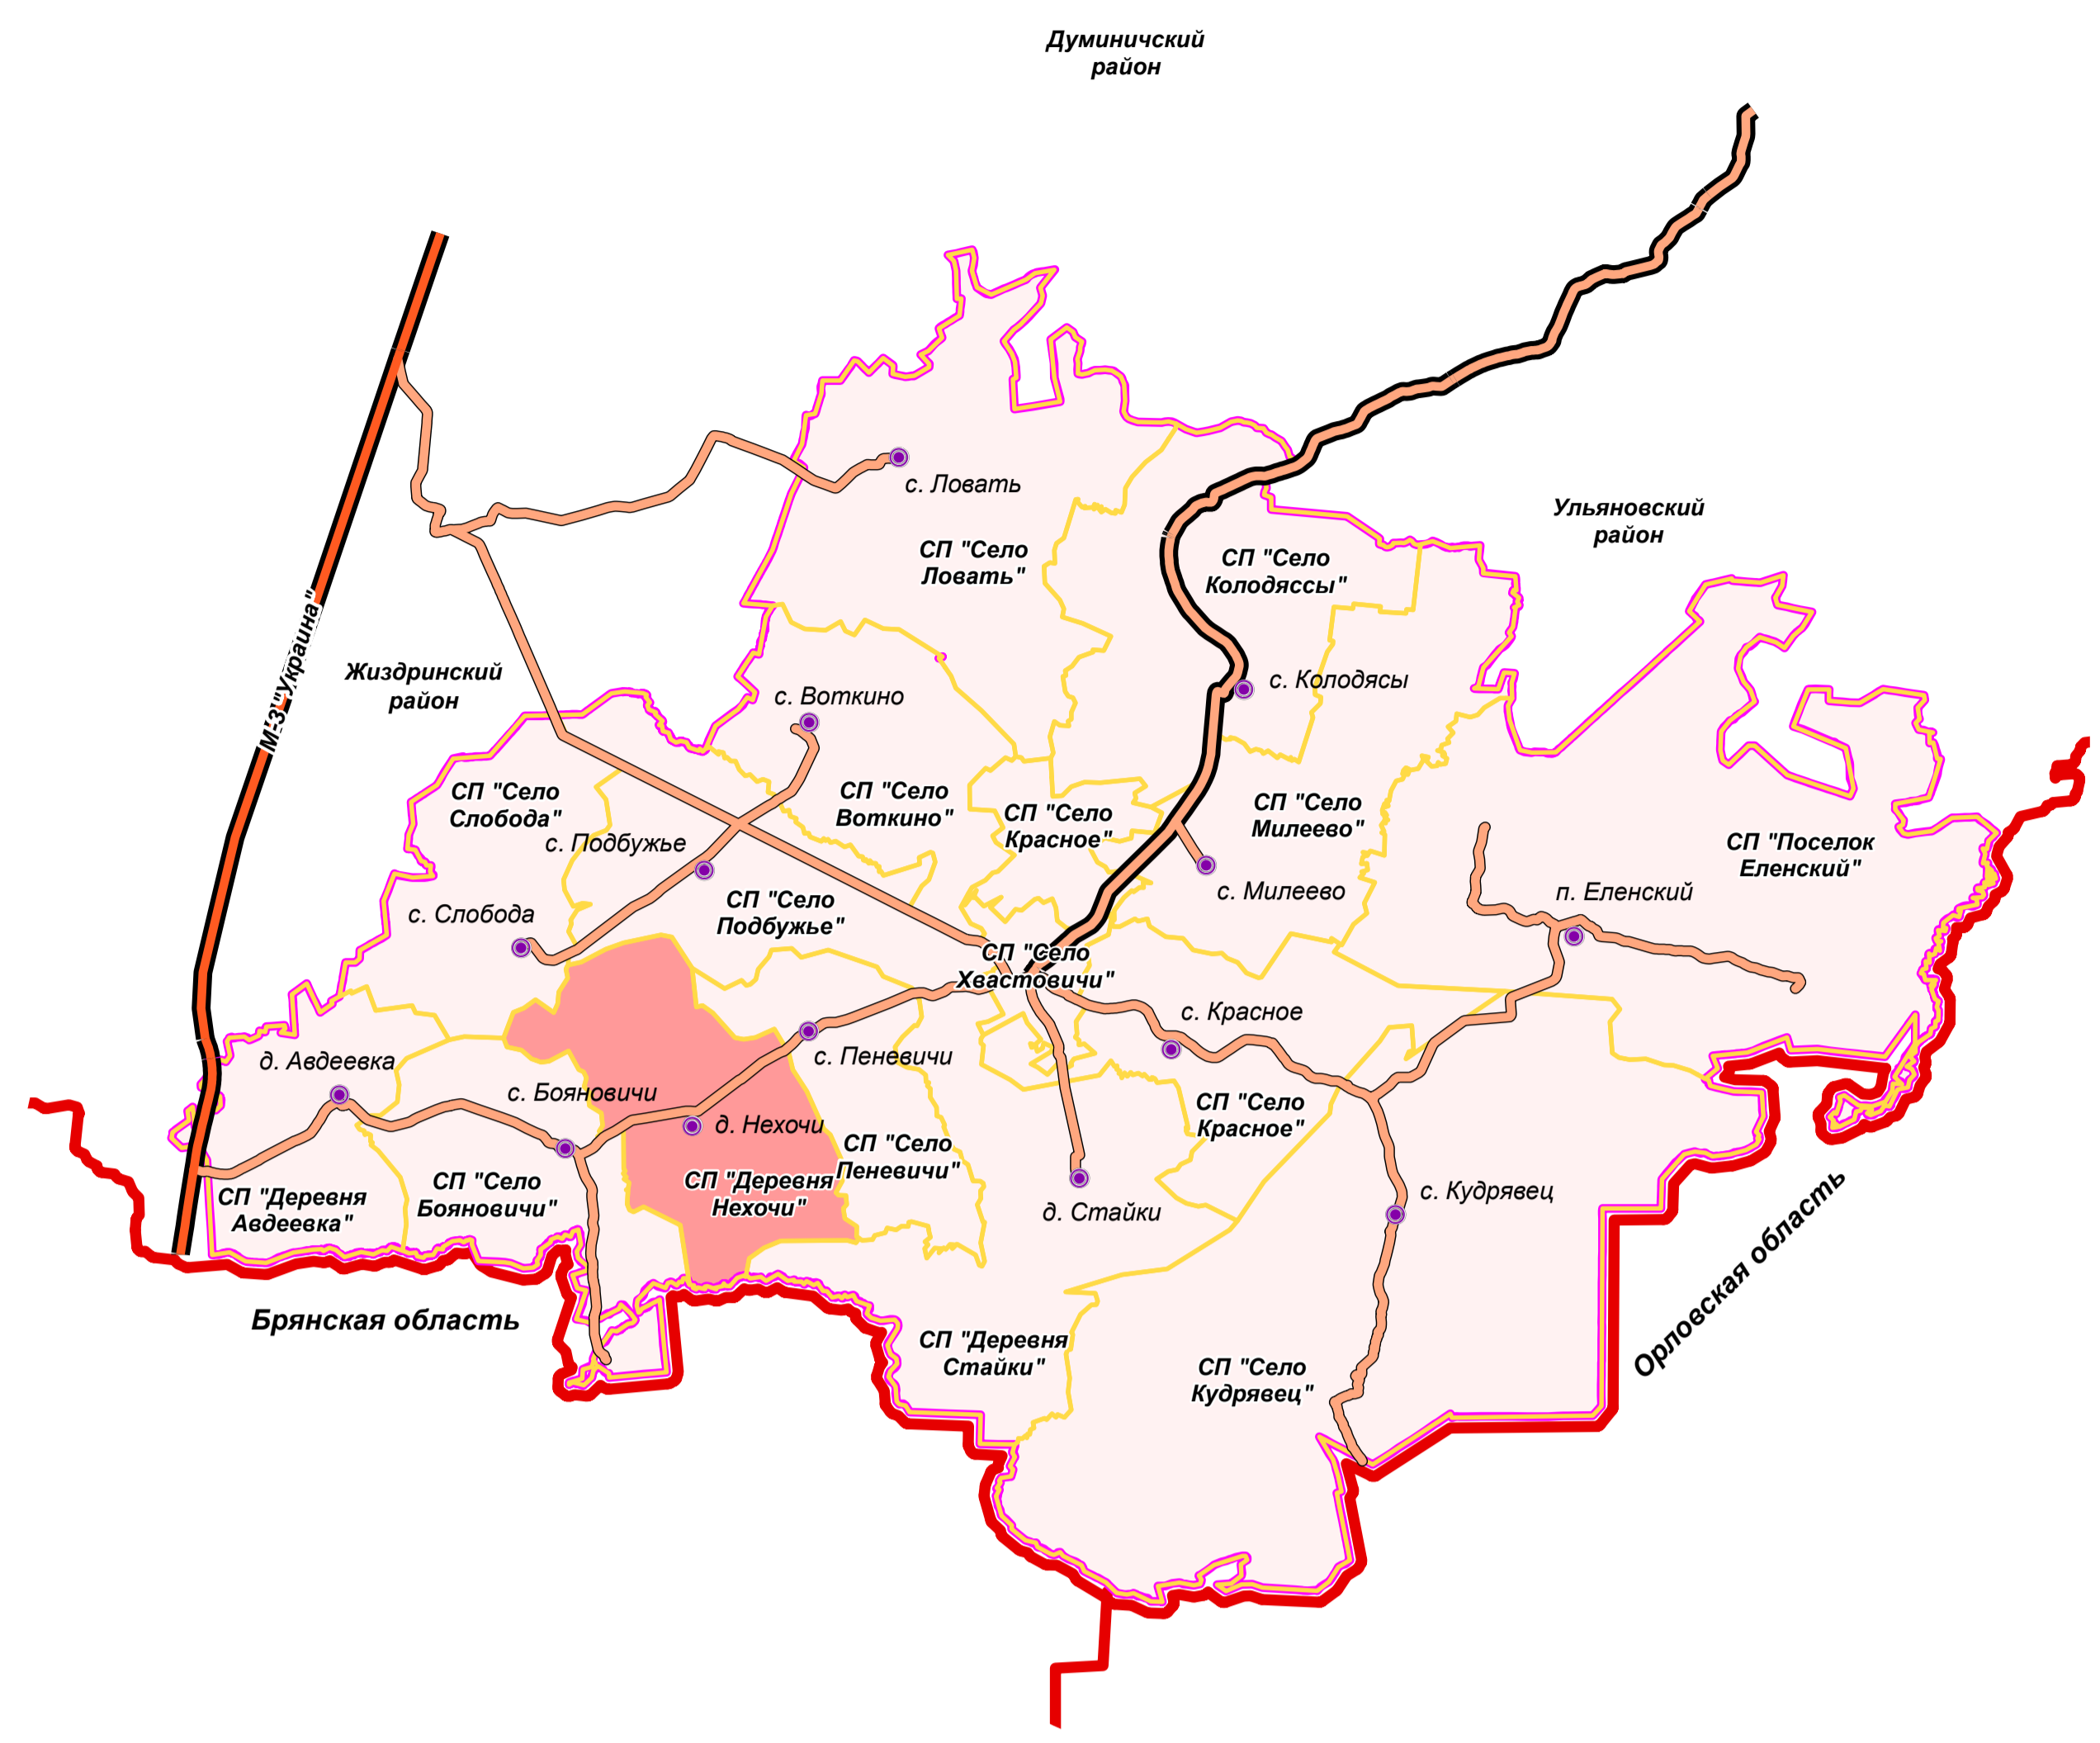 Думиничский
район
с. Ловать
Ульяновский
район
СП "Село
Ловать"
СП "Село
Колодяссы"
М-3 "Украина"
Жиздринский
район
с. Колодясы
с. Воткино
СП "Село
Слобода"
СП "Село
Воткино"
СП "Село
Красное"
СП "Село
Милеево"
с. Подбужье
СП "Поселок
Еленский"
с. Милеево
п. Еленский
СП "Село
Подбужье"
с. Слобода
СП "Село
Хвастовичи"
с. Красное
с. Пеневичи
д. Авдеевка
с. Бояновичи
д. Нехочи
СП "Село
Красное"
СП "Село
Пеневичи"
СП "Деревня
Нехочи"
СП "Село
Бояновичи"
СП "Деревня
Авдеевка"
с. Кудрявец
д. Стайки
Орловская область
Брянская область
СП "Деревня
Стайки"
СП "Село
Кудрявец"